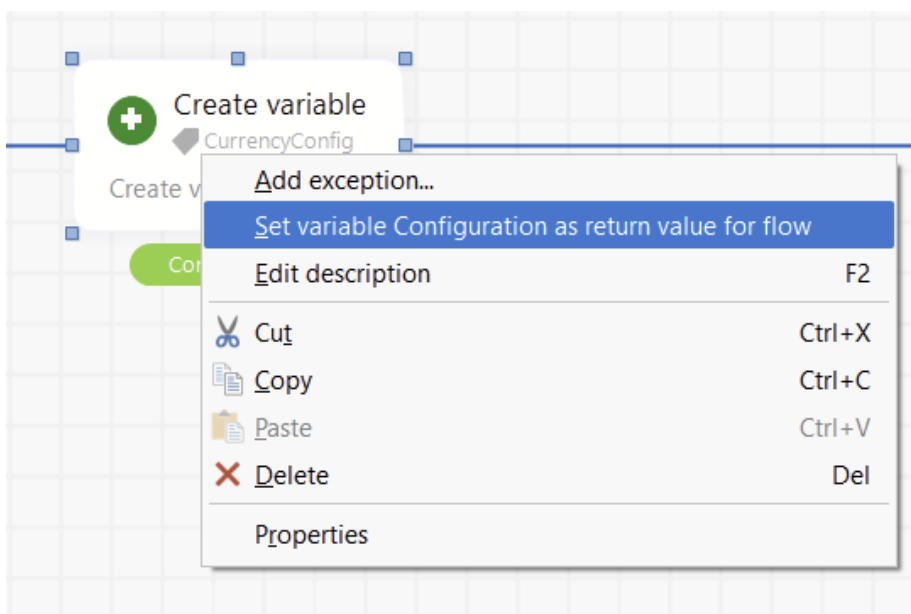 Create variable
CurrencyConfig
Create v
Con
Add exception...
Set variable Configuration as return value for flow
Edit description F2
Cut Ctrl+X
Copy Ctrl+C
Paste Ctrl+V
Delete Del
Properties